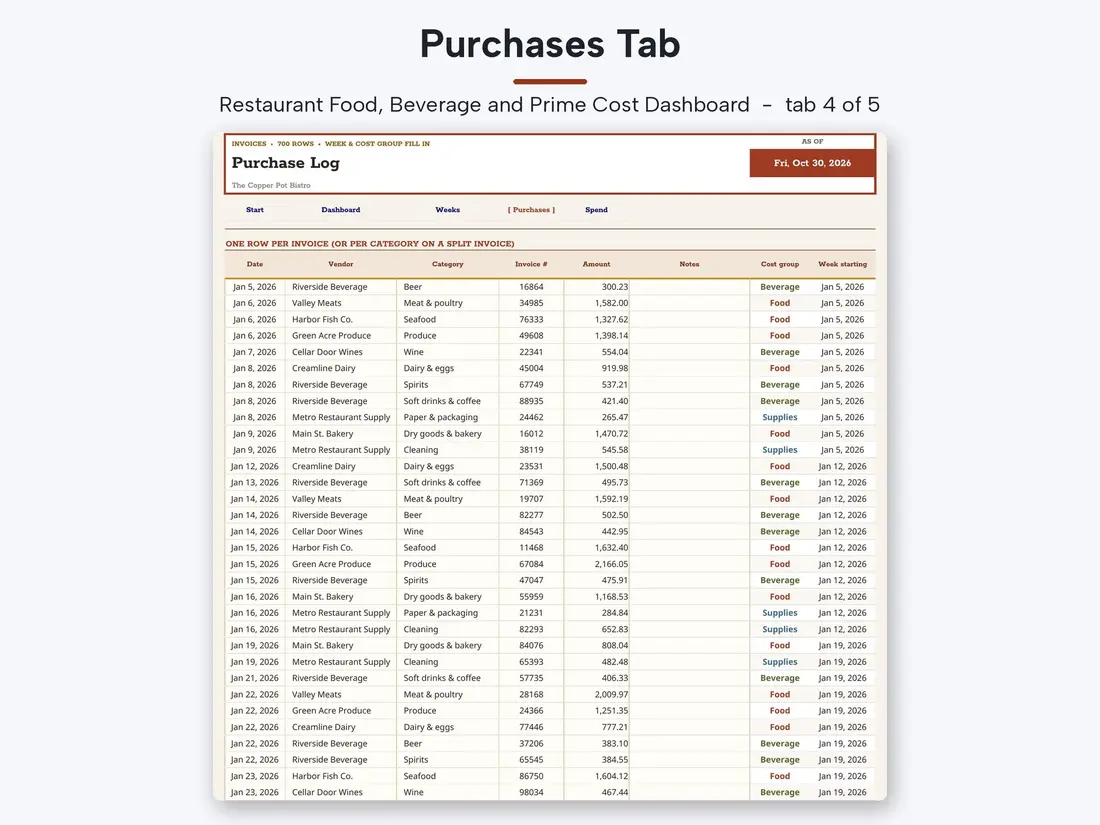 Purchases Tab
Restaurant Food, Beverage and Prime Cost Dashboard - tab 4 of 5
INVOICES • 700 ROWS • WEEK & COST GROUP FILL IN
AS OF
Purchase Log
Fri, Oct 30, 2026
The Copper Pot Bistro
Start Dashboard Weeks [ Purchases ] Spend
ONE ROW PER INVOICE (OR PER CATEGORY ON A SPLIT INVOICE)
Date Vendor Category Invoice # Amount Notes Cost group Week starting
Jan 5, 2026 Riverside Beverage Beer 16864 300.23 Beverage Jan 5, 2026
Jan 6, 2026 Valley Meats Meat & poultry 34985 1,582.00 Food Jan 5, 2026
Jan 6, 2026 Harbor Fish Co. Seafood 76333 1,327.62 Food Jan 5, 2026
Jan 6, 2026 Green Acre Produce Produce 49608 1,398.14 Food Jan 5, 2026
Jan 7, 2026 Cellar Door Wines Wine 22341 554.04 Beverage Jan 5, 2026
Jan 8, 2026 Creamline Dairy Dairy & eggs 45004 919.98 Food Jan 5, 2026
Jan 8, 2026 Riverside Beverage Spirits 67749 537.21 Beverage Jan 5, 2026
Jan 8, 2026 Riverside Beverage Soft drinks & coffee 88935 421.40 Beverage Jan 5, 2026
Jan 8, 2026 Metro Restaurant Supply Paper & packaging 24462 265.47 Supplies Jan 5, 2026
Jan 9, 2026 Main St. Bakery Dry goods & bakery 16012 1,470.72 Food Jan 5, 2026
Jan 9, 2026 Metro Restaurant Supply Cleaning 38119 545.58 Supplies Jan 5, 2026
Jan 12, 2026 Creamline Dairy Dairy & eggs 23531 1,500.48 Food Jan 12, 2026
Jan 13, 2026 Riverside Beverage Soft drinks & coffee 71369 495.73 Beverage Jan 12, 2026
Jan 14, 2026 Valley Meats Meat & poultry 19707 1,592.19 Food Jan 12, 2026
Jan 14, 2026 Riverside Beverage Beer 82277 502.50 Beverage Jan 12, 2026
Jan 14, 2026 Cellar Door Wines Wine 84543 442.95 Beverage Jan 12, 2026
Jan 15, 2026 Harbor Fish Co. Seafood 11468 1,632.40 Food Jan 12, 2026
Jan 15, 2026 Green Acre Produce Produce 67084 2,166.05 Food Jan 12, 2026
Jan 15, 2026 Riverside Beverage Spirits 47047 475.91 Beverage Jan 12, 2026
Jan 16, 2026 Main St. Bakery Dry goods & bakery 55959 1,168.53 Food Jan 12, 2026
Jan 16, 2026 Metro Restaurant Supply Paper & packaging 21231 284.84 Supplies Jan 12, 2026
Jan 16, 2026 Metro Restaurant Supply Cleaning 82293 652.83 Supplies Jan 12, 2026
Jan 19, 2026 Main St. Bakery Dry goods & bakery 84076 808.04 Food Jan 19, 2026
Jan 19, 2026 Metro Restaurant Supply Cleaning 65393 482.48 Supplies Jan 19, 2026
Jan 21, 2026 Riverside Beverage Soft drinks & coffee 57735 406.33 Beverage Jan 19, 2026
Jan 22, 2026 Valley Meats Meat & poultry 28168 2,009.97 Food Jan 19, 2026
Jan 22, 2026 Green Acre Produce Produce 24366 1,251.35 Food Jan 19, 2026
Jan 22, 2026 Creamline Dairy Dairy & eggs 77446 777.21 Food Jan 19, 2026
Jan 22, 2026 Riverside Beverage Beer 37206 383.10 Beverage Jan 19, 2026
Jan 22, 2026 Riverside Beverage Spirits 65545 384.55 Beverage Jan 19, 2026
Jan 23, 2026 Harbor Fish Co. Seafood 86750 1,604.12 Food Jan 19, 2026
Jan 23, 2026 Cellar Door Wines Wine 98034 467.44 Beverage Jan 19, 2026